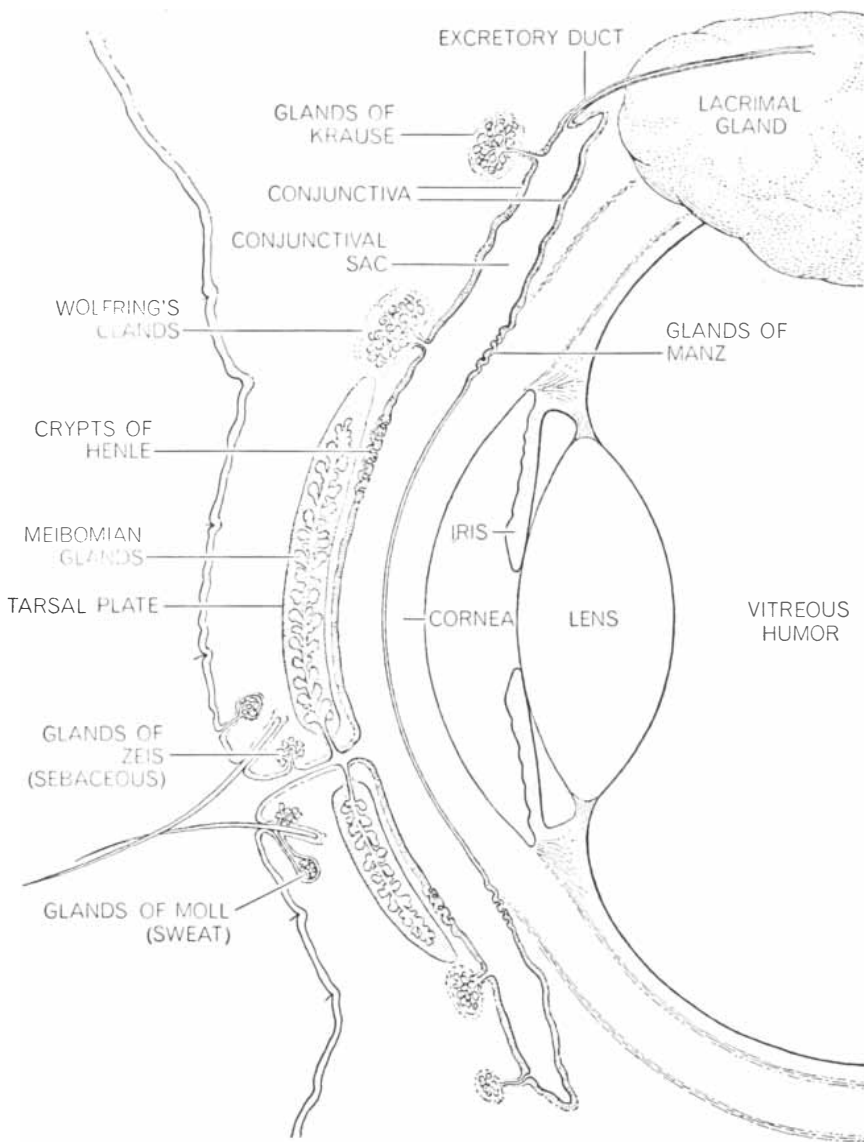 EXCRETORY DUCT
LACRIMAL
GLAND
GLANDS OF
KRAUSE
CONJUNCTIVA
CONJUNCTIVAL
SAC
WOLFRING'S
GLANDS
GLANDS OF
MANZ
CRYPTS OF
HENLE
MEIBOMIAN
GLANDS
IRIS
TARSAL PLATE
CORNEA
LENS
VITREOUS
HUMOR
GLANDS OF
ZEIS
(SEBACEOUS)
GLANDS OF MOLL
(SWEAT)